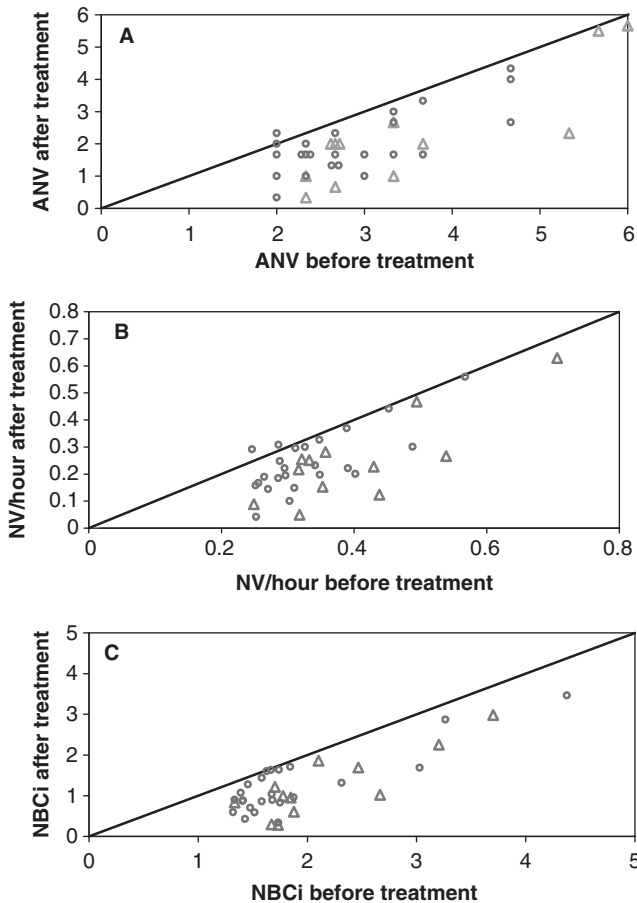 A
ANV after treatment
6
5
4
3
2
1
0
0 1 2 3 4 5 6
ANV before treatment
B
NV/hour after treatment
0.8
0.7
0.6
0.5
0.4
0.3
0.2
0.1
0
0 0.2 0.4 0.6 0.8
NV/hour before treatment
C
NBCi after treatment
5
4
3
2
1
0
0 1 2 3 4 5
NBCi before treatment